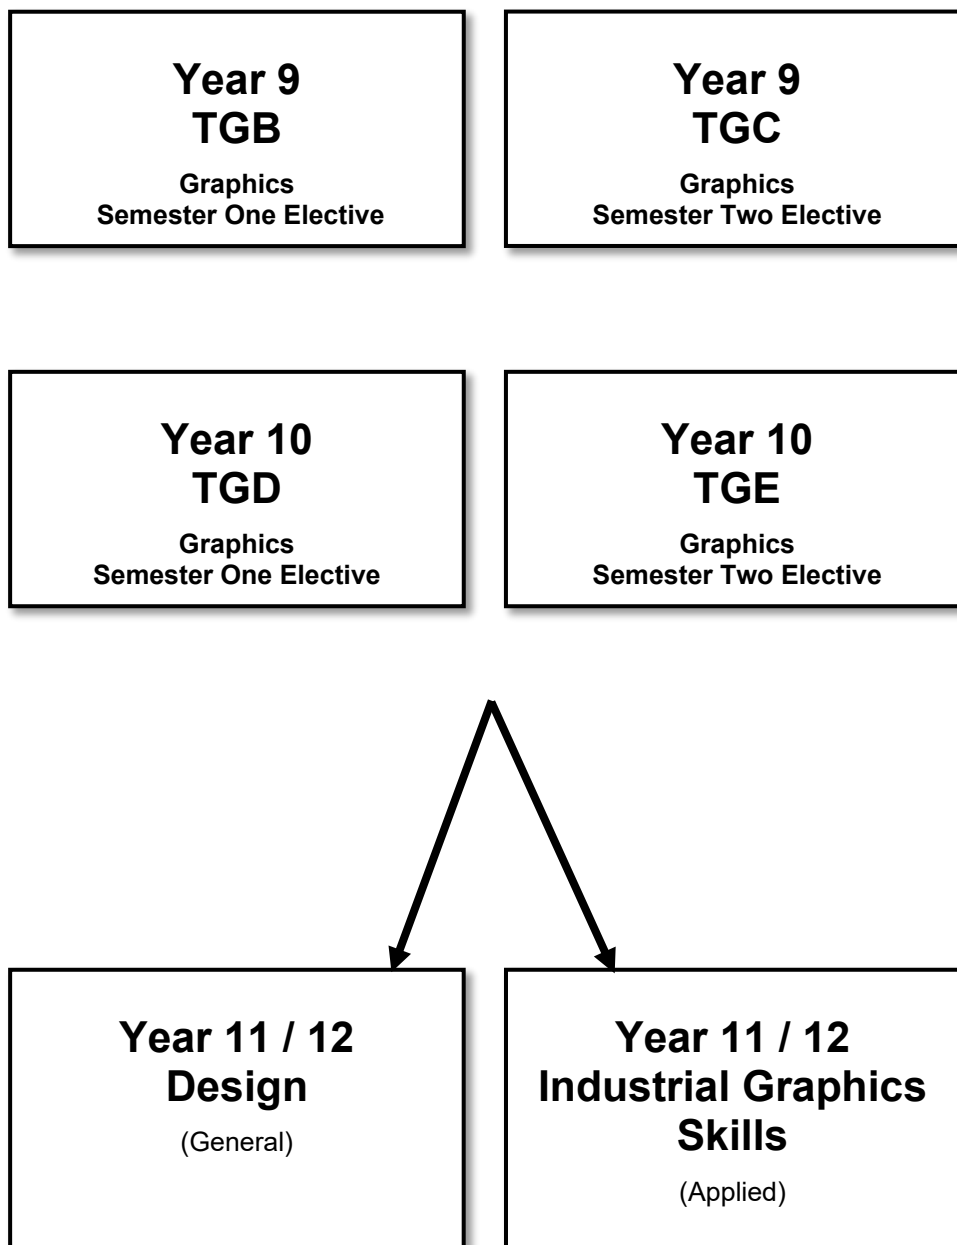 Year 9
TGB
Graphics
Semester One Elective
Year 9
TGC
Graphics
Semester Two Elective
Year 10
TGD
Graphics
Semester One Elective
Year 10
TGE
Graphics
Semester Two Elective
Year 11 / 12
Design
(General)
Year 11 / 12
Industrial Graphics
Skills
(Applied)